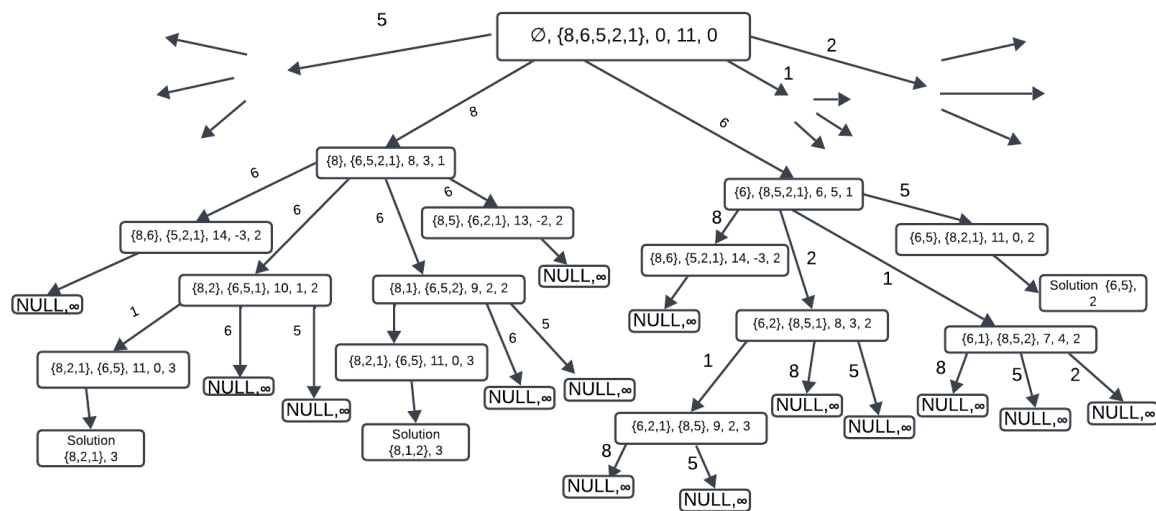 5
∅, {8,6,5,2,1}, 0, 11, 0
2
1
8
6
{8}, {6,5,2,1}, 8, 3, 1
6
6
6
6
{6}, {8,5,2,1}, 6, 5, 1
5
{8,6}, {5,2,1}, 14, -3, 2
{8,5}, {6,2,1}, 13, -2, 2
8
{6,5}, {8,2,1}, 11, 0, 2
{8,6}, {5,2,1}, 14, -3, 2
2
1
NULL,∞
{8,2}, {6,5,1}, 10, 1, 2
{8,1}, {6,5,2}, 9, 2, 2
NULL,∞
Solution {6,5},
2
1
6
5
6
5
NULL,∞
{6,2}, {8,5,1}, 8, 3, 2
{6,1}, {8,5,2}, 7, 4, 2
{8,2,1}, {6,5}, 11, 0, 3
NULL,∞
NULL,∞
{8,2,1}, {6,5}, 11, 0, 3
NULL,∞
NULL,∞
1
8
5
8
5
2
NULL,∞
NULL,∞
NULL,∞
NULL,∞
NULL,∞
{6,2,1}, {8,5}, 9, 2, 3
Solution
{8,2,1}, 3
Solution
{8,1,2}, 3
8
5
NULL,∞
NULL,∞